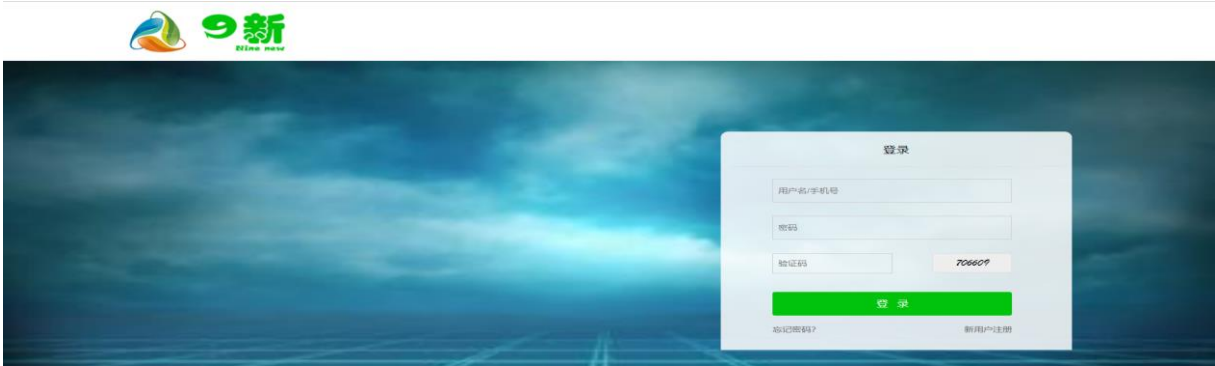 9新
Nine new
登录
用户名/手机号
密码
验证码
706609
登 录
忘记密码?
新用户注册